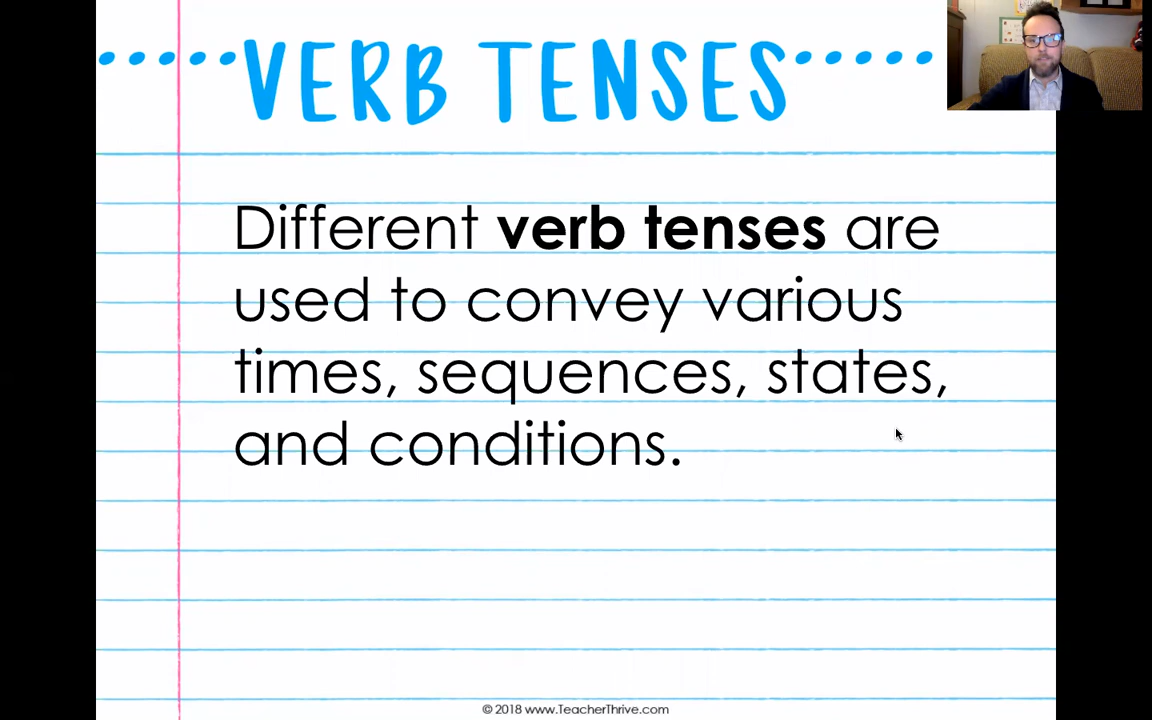 VERB TENSES
Different verb tenses are
used to convey various
times, sequences, states,
and conditions.
© 2018 www.TeacherThrive.com